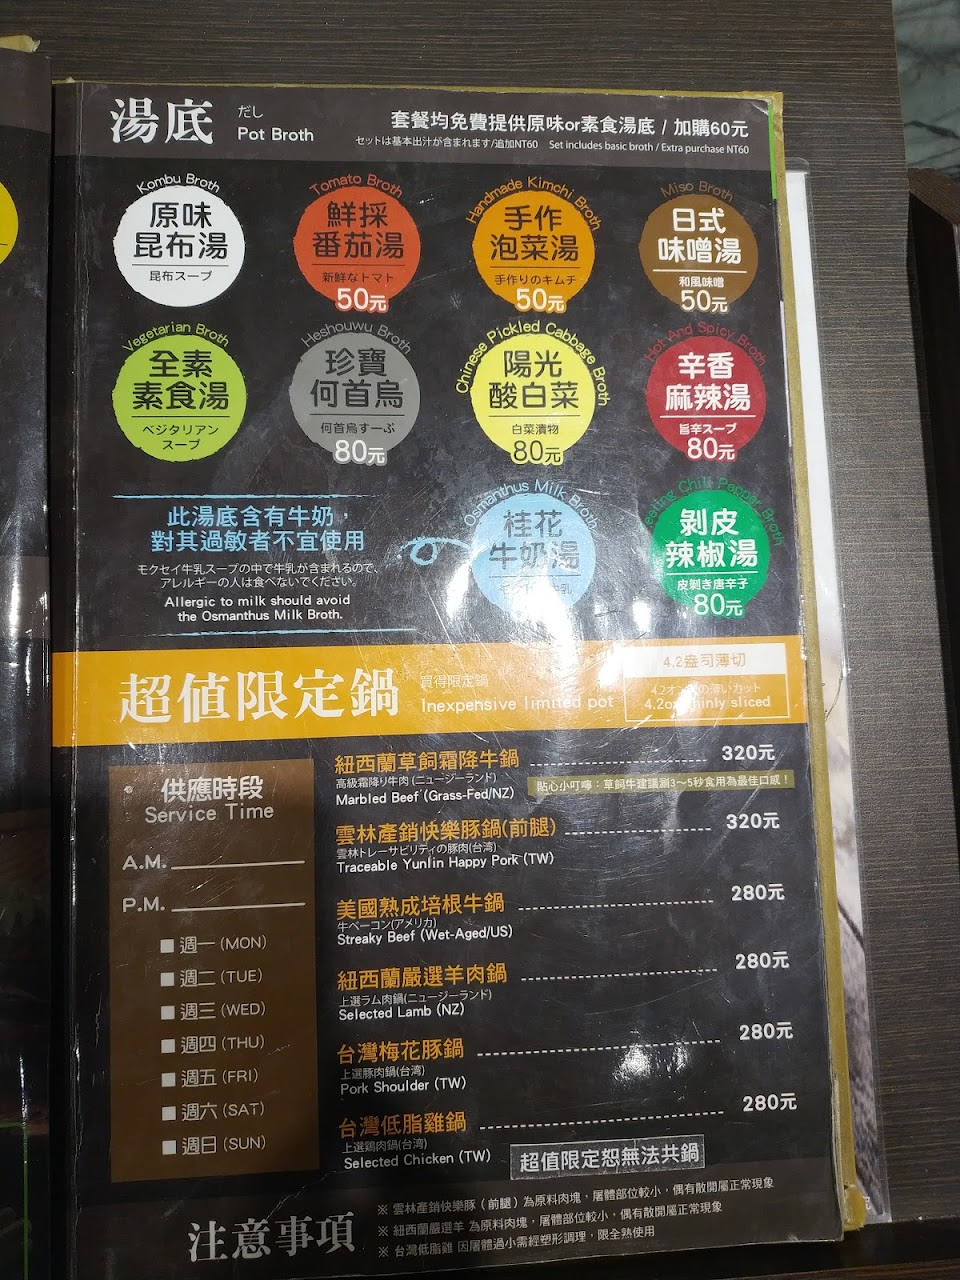 湯底
だし
Pot Broth
套餐均免費提供原味or素食湯底 / 加購60元
セットは基本出汁が含まれます/追加NT60 Set includes basic broth / Extra purchase NT60
Kombu Broth
原味
昆布湯
昆布スープ
Tomato Broth
鮮採
番茄湯
新鮮なトマト
50元
Handmade Kimchi Broth
手作
泡菜湯
手作りのキムチ
50元
Miso Broth
日式
味噌湯
和風味噌
50元
Vegetarian Broth
全素
素食湯
ベジタリアン
スープ
Heshouwu Broth
珍寶
何首烏
何首烏すーぷ
80元
Chinese Pickled Cabbage Broth
陽光
酸白菜
白菜漬物
80元
Hot And Spicy Broth
辛香
麻辣湯
旨辛スープ
80元
此湯底含有牛奶，
對其過敏者不宜使用
モクセイ牛乳スープの中で牛乳が含まれるので、
アレルギーの人は食べないでください。
Allergic to milk should avoid
the Osmanthus Milk Broth.
Osmanthus Milk Broth
桂花
牛奶湯
Chili Pepper Broth
剝皮
辣椒湯
皮剝き唐辛子
80元
超值限定鍋
買得限定鍋
Inexpensive limited pot
4.2盎司薄切
4.2オンスの薄いカット
4.2oz thinly sliced
供應時段
Service Time
A.M.
P.M.
週一 (MON)
週二 (TUE)
週三 (WED)
週四 (THU)
週五 (FRI)
週六 (SAT)
週日 (SUN)
紐西蘭草飼霜降牛鍋 320元
高級霜降り牛肉 (ニュージーランド)
Marbled Beef (Grass-Fed/NZ)
貼心小叮嚀：草飼牛建議涮3～5秒食用為最佳口感！
雲林產銷快樂豚鍋(前腿) 320元
雲林トレーサビリティの豚肉(台湾)
Traceable Yunlin Happy Pork (TW)
美國熟成培根牛鍋 280元
牛ベーコン(アメリカ)
Streaky Beef (Wet-Aged/US)
紐西蘭嚴選羊肉鍋 280元
上選ラム肉鍋(ニュージーランド)
Selected Lamb (NZ)
台灣梅花豚鍋 280元
上選豚肉鍋(台湾)
Pork Shoulder (TW)
台灣低脂雞鍋 280元
上選鶏肉鍋(台湾)
Selected Chicken (TW)
超值限定恕無法共鍋
注意事項
※ 雲林產銷快樂豚（前腿）為原料肉塊，屠體部位較小，偶有散開屬正常現象
※ 紐西蘭嚴選羊 為原料肉塊，屠體部位較小，偶有散開屬正常現象
※ 台灣低脂雞 因屠體過小需經塑形調理，限全熟使用